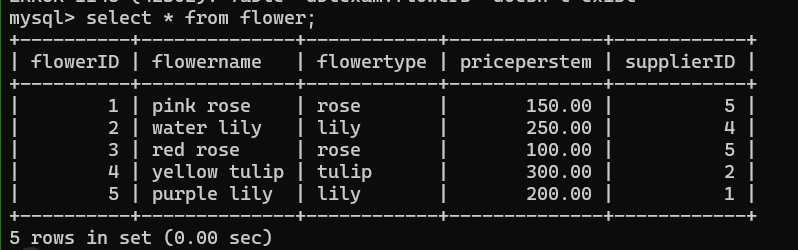 mysql> select * from flower;
+----------+--------------+------------+--------------+------------+
| flowerID | flowername   | flowertype | priceperstem | supplierID |
+----------+--------------+------------+--------------+------------+
|        1 | pink rose    | rose       |       150.00 |          5 |
|        2 | water lily   | lily       |       250.00 |          4 |
|        3 | red rose     | rose       |       100.00 |          5 |
|        4 | yellow tulip | tulip      |       300.00 |          2 |
|        5 | purple lily  | lily       |       200.00 |          1 |
+----------+--------------+------------+--------------+------------+
5 rows in set (0.00 sec)